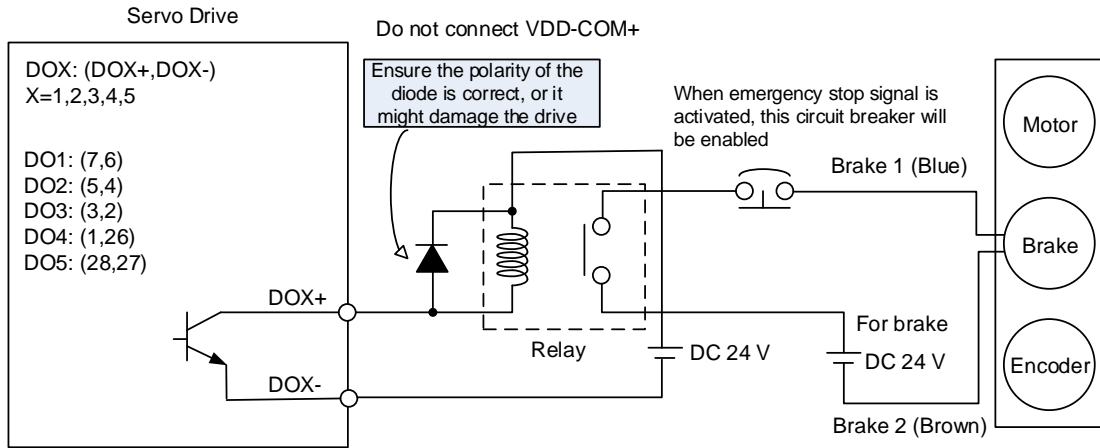 Servo Drive
DOX: (DOX+,DOX-)
X=1,2,3,4,5
DO1: (7,6)
DO2: (5,4)
DO3: (3,2)
DO4: (1,26)
DO5: (28,27)
DOX+
DOX-
Do not connect VDD-COM+
Ensure the polarity of the
diode is correct, or it
might damage the drive
Relay
DC 24 V
When emergency stop signal is
activated, this circuit breaker will
be enabled
Brake 1 (Blue)
For brake
DC 24 V
Brake 2 (Brown)
Motor
Brake
Encoder